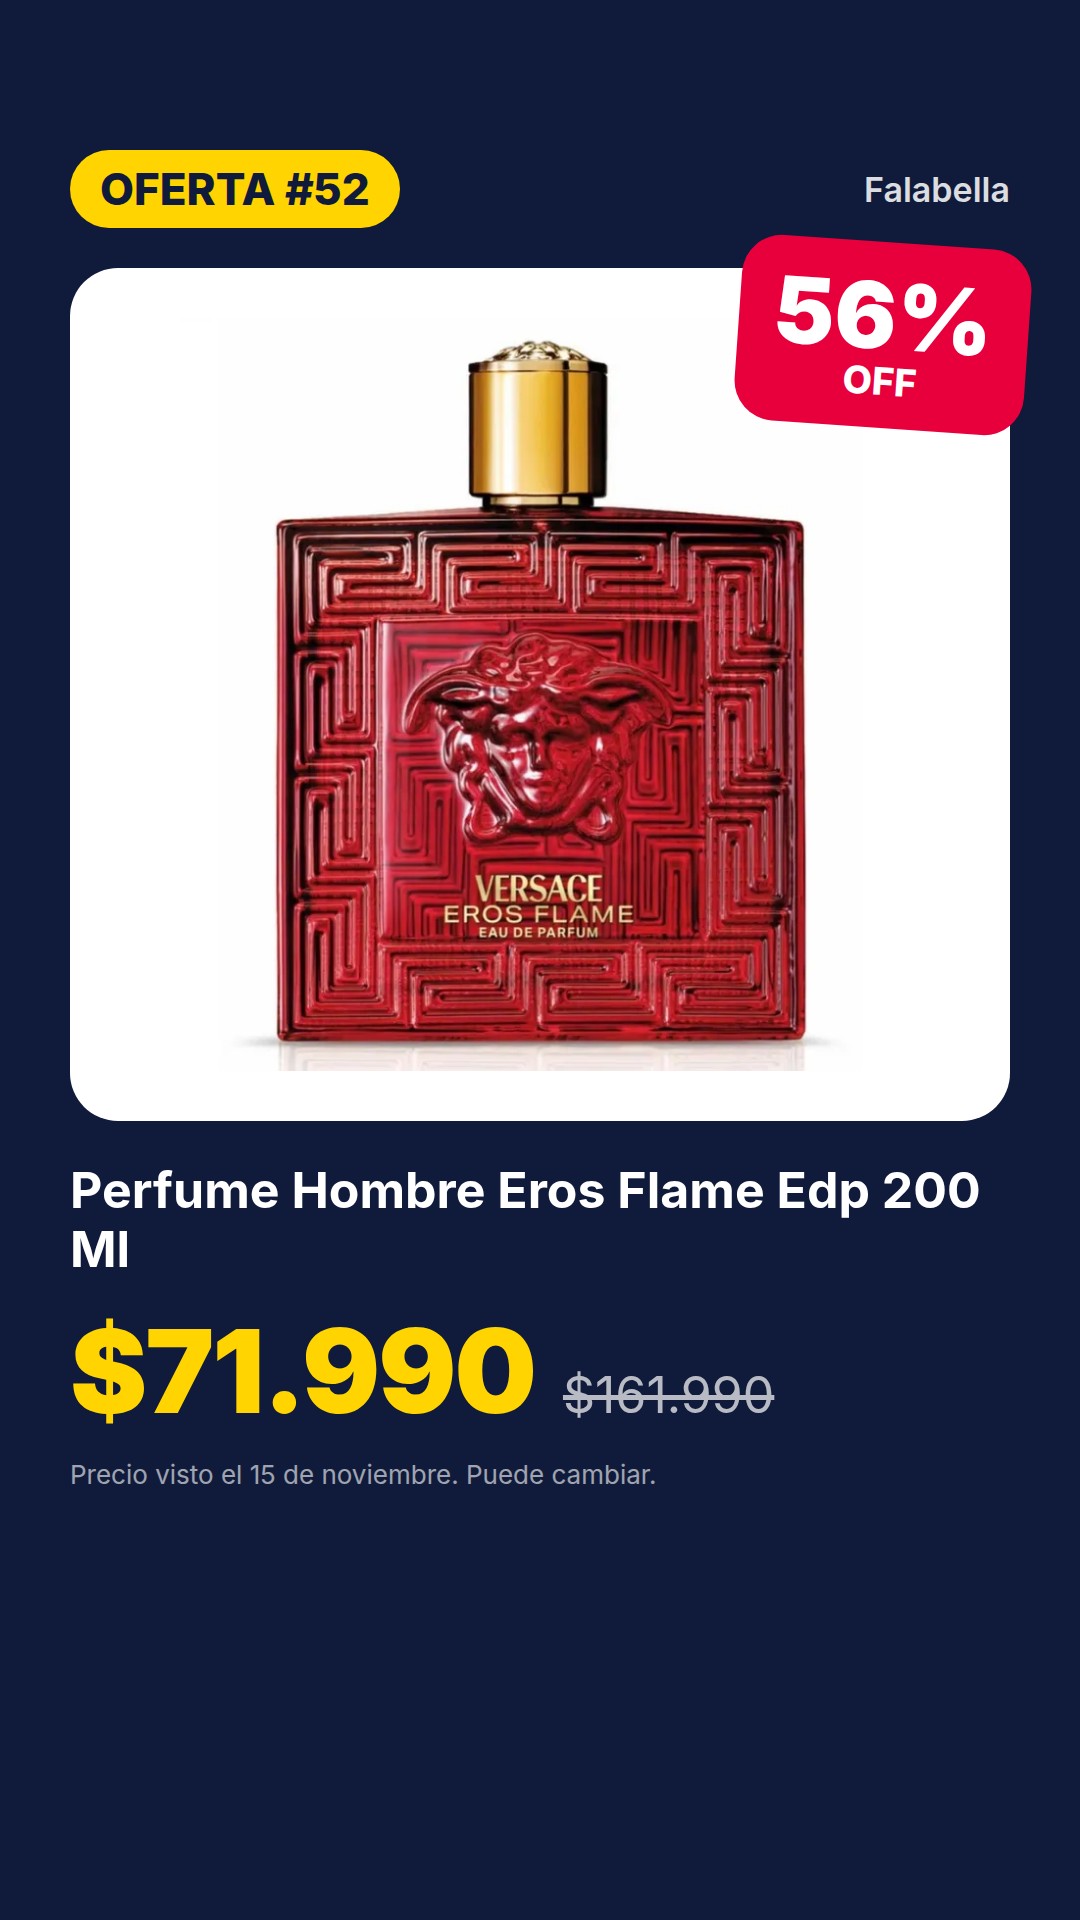 OFERTA #52
Falabella
56%
OFF
VERSACE
EROS FLAME
EAU DE PARFUM
Perfume Hombre Eros Flame Edp 200
Ml
$71.990 $161.990
Precio visto el 15 de noviembre. Puede cambiar.